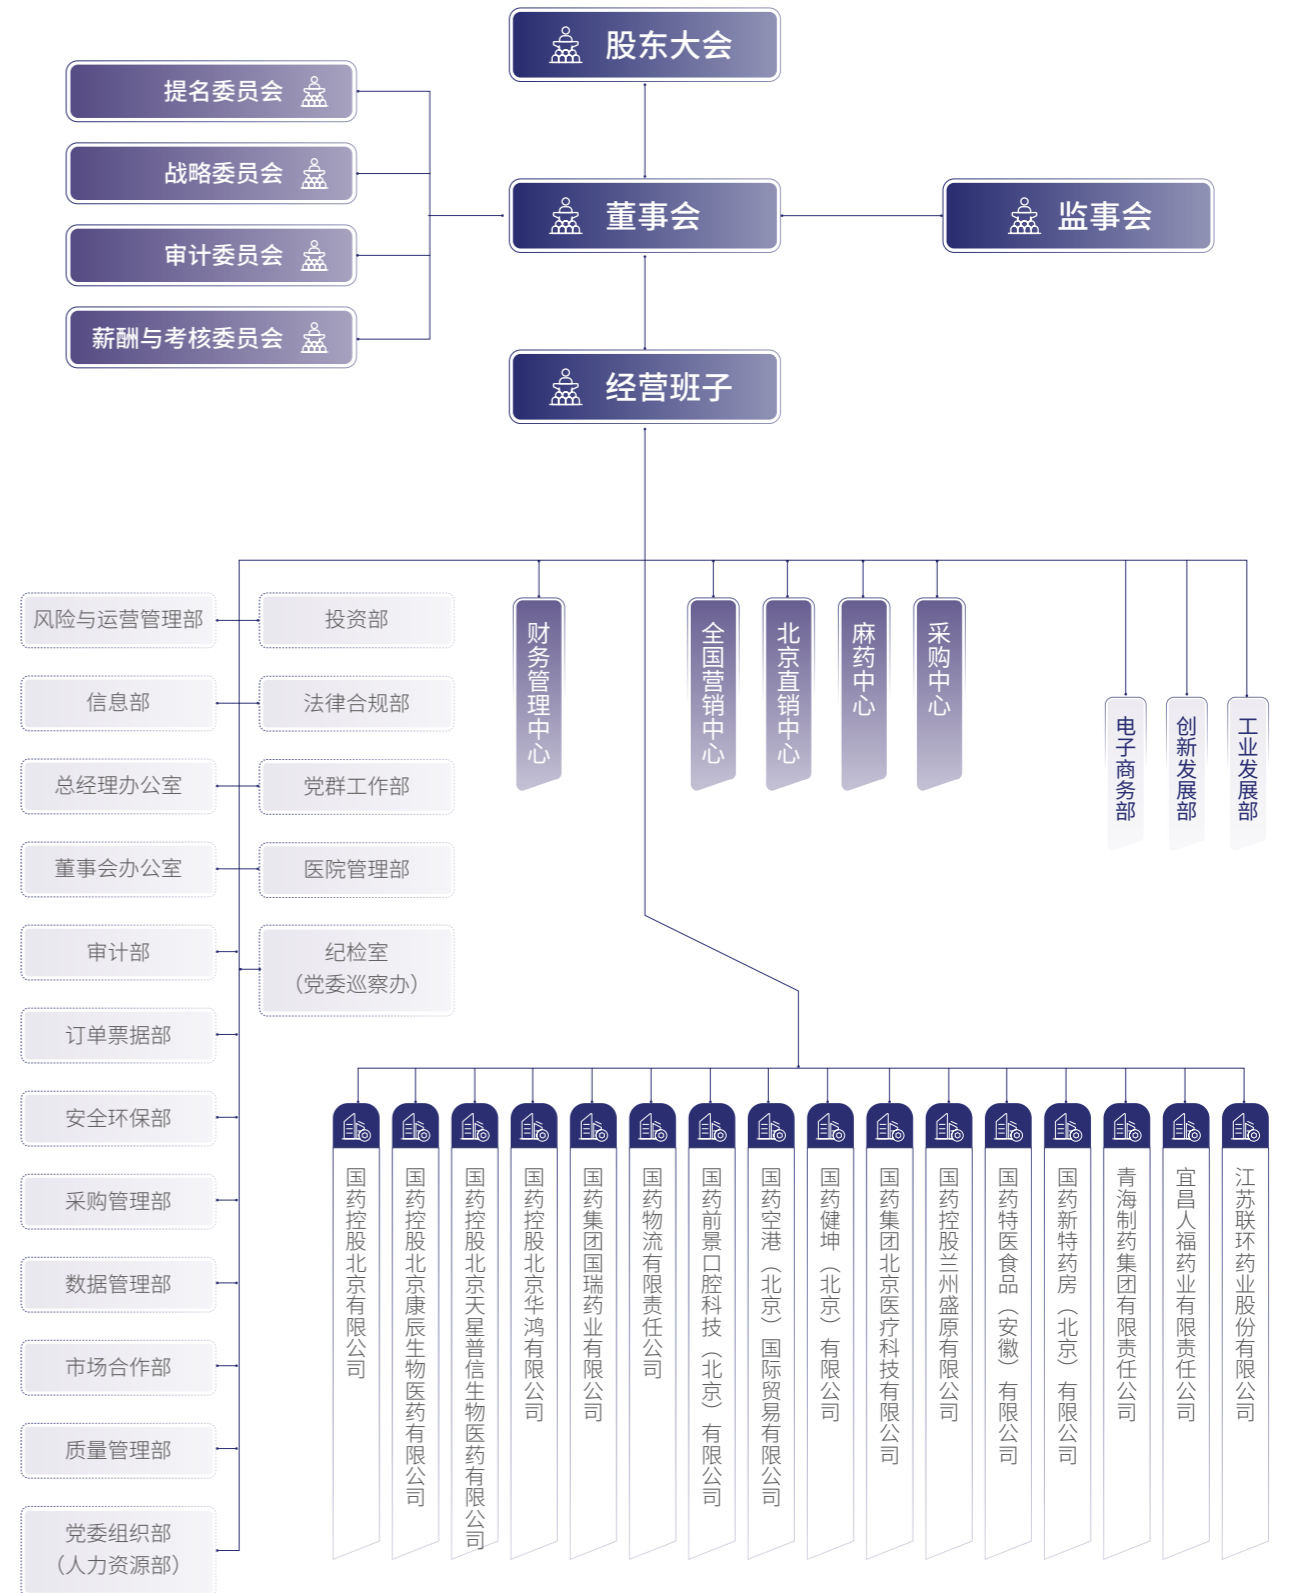 股东大会
提名委员会
战略委员会
审计委员会
薪酬与考核委员会
董事会
监事会
经营班子
风险与运营管理部
投资部
信息部
法律合规部
总经理办公室
党群工作部
董事会办公室
医院管理部
审计部
纪检室
（党委巡察办）
订单票据部
安全环保部
采购管理部
数据管理部
市场合作部
质量管理部
党委组织部
（人力资源部）
财务管理中心
全国营销中心
北京直销中心
麻药中心
采购中心
电子商务部
创新发展部
工业发展部
国药控股北京有限公司
国药控股北京康辰生物医药有限公司
国药控股北京天星普信生物医药有限公司
国药控股北京华鸿有限公司
国药集团国瑞药业有限公司
国药物流有限责任公司
国药前景口腔科技（北京）有限公司
国药空港（北京）国际贸易有限公司
国药健坤（北京）有限公司
国药集团北京医疗科技有限公司
国药控股兰州盛原有限公司
国药特医食品（安徽）有限公司
国药新特药房（北京）有限公司
青海制药集团有限责任公司
宜昌人福药业有限责任公司
江苏联环药业股份有限公司